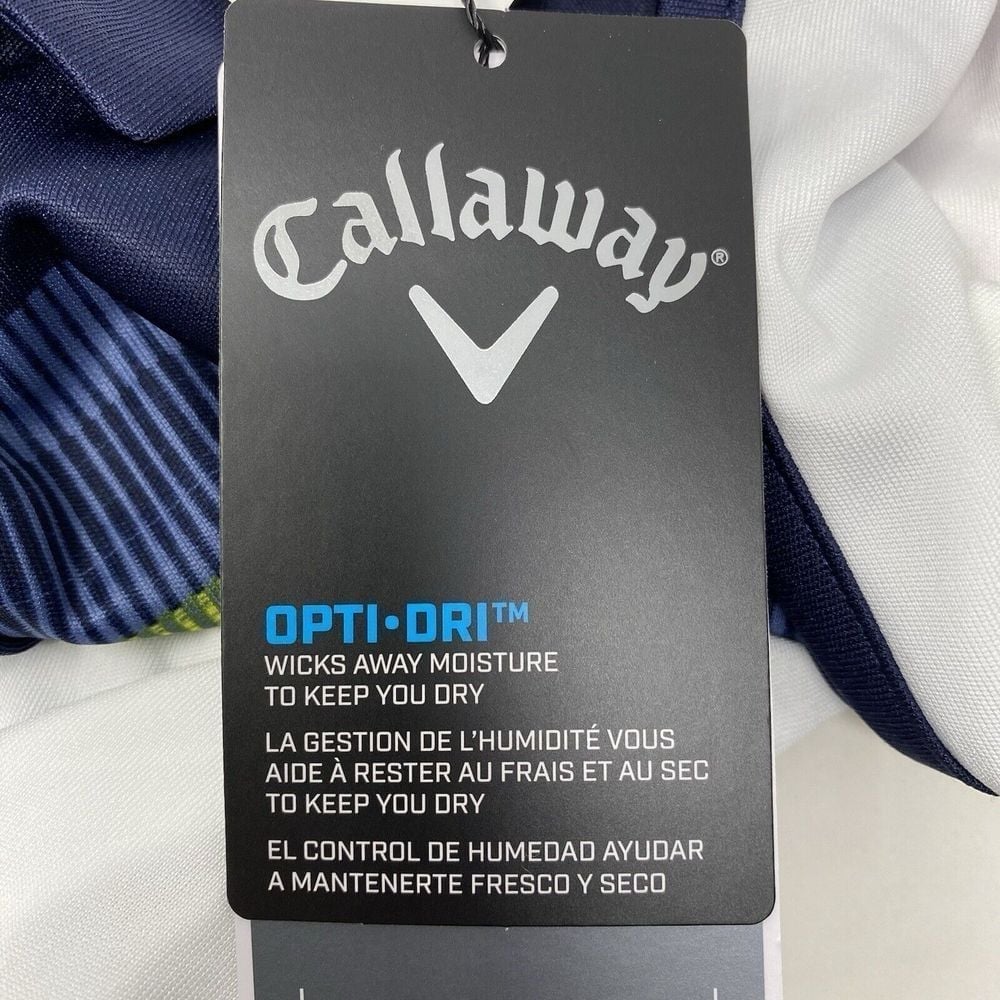 Callaway®
OPTI•DRI™
WICKS AWAY MOISTURE
TO KEEP YOU DRY
LA GESTION DE L'HUMIDITÉ VOUS
AIDE À RESTER AU FRAIS ET AU SEC
TO KEEP YOU DRY
EL CONTROL DE HUMEDAD AYUDAR
A MANTENERTE FRESCO Y SECO